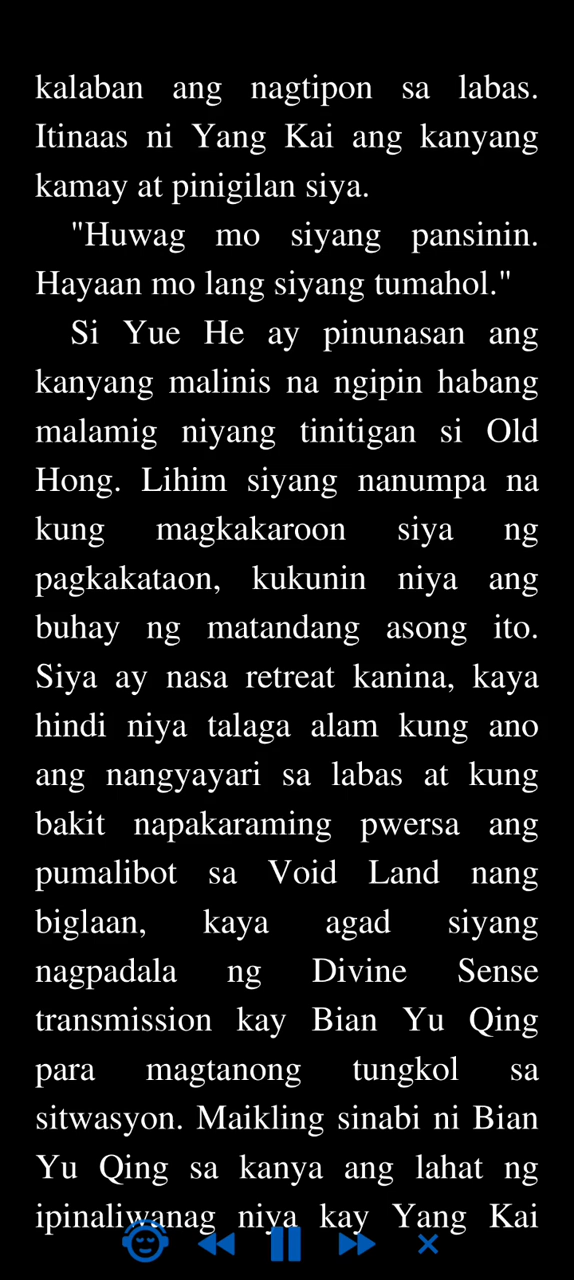 kalaban ang nagtipon sa labas.
Itinaas ni Yang Kai ang kanyang
kamay at pinigilan siya.
"Huwag mo siyang pansinin.
Hayaan mo lang siyang tumahol."
Si Yue He ay pinunasan ang
kanyang malinis na ngipin habang
malamig niyang tinitigan si Old
Hong. Lihim siyang nanumpa na
kung magkakaroon siya ng
pagkakataon, kukunin niya ang
buhay ng matandang asong ito.
Siya ay nasa retreat kanina, kaya
hindi niya talaga alam kung ano
ang nangyayari sa labas at kung
bakit napakaraming pwersa ang
pumalibot sa Void Land nang
biglaan, kaya agad siyang
nagpadala ng Divine Sense
transmission kay Bian Yu Qing
para magtanong tungkol sa
sitwasyon. Maikling sinabi ni Bian
Yu Qing sa kanya ang lahat ng
ipinaliwanag niya kay Yang Kai